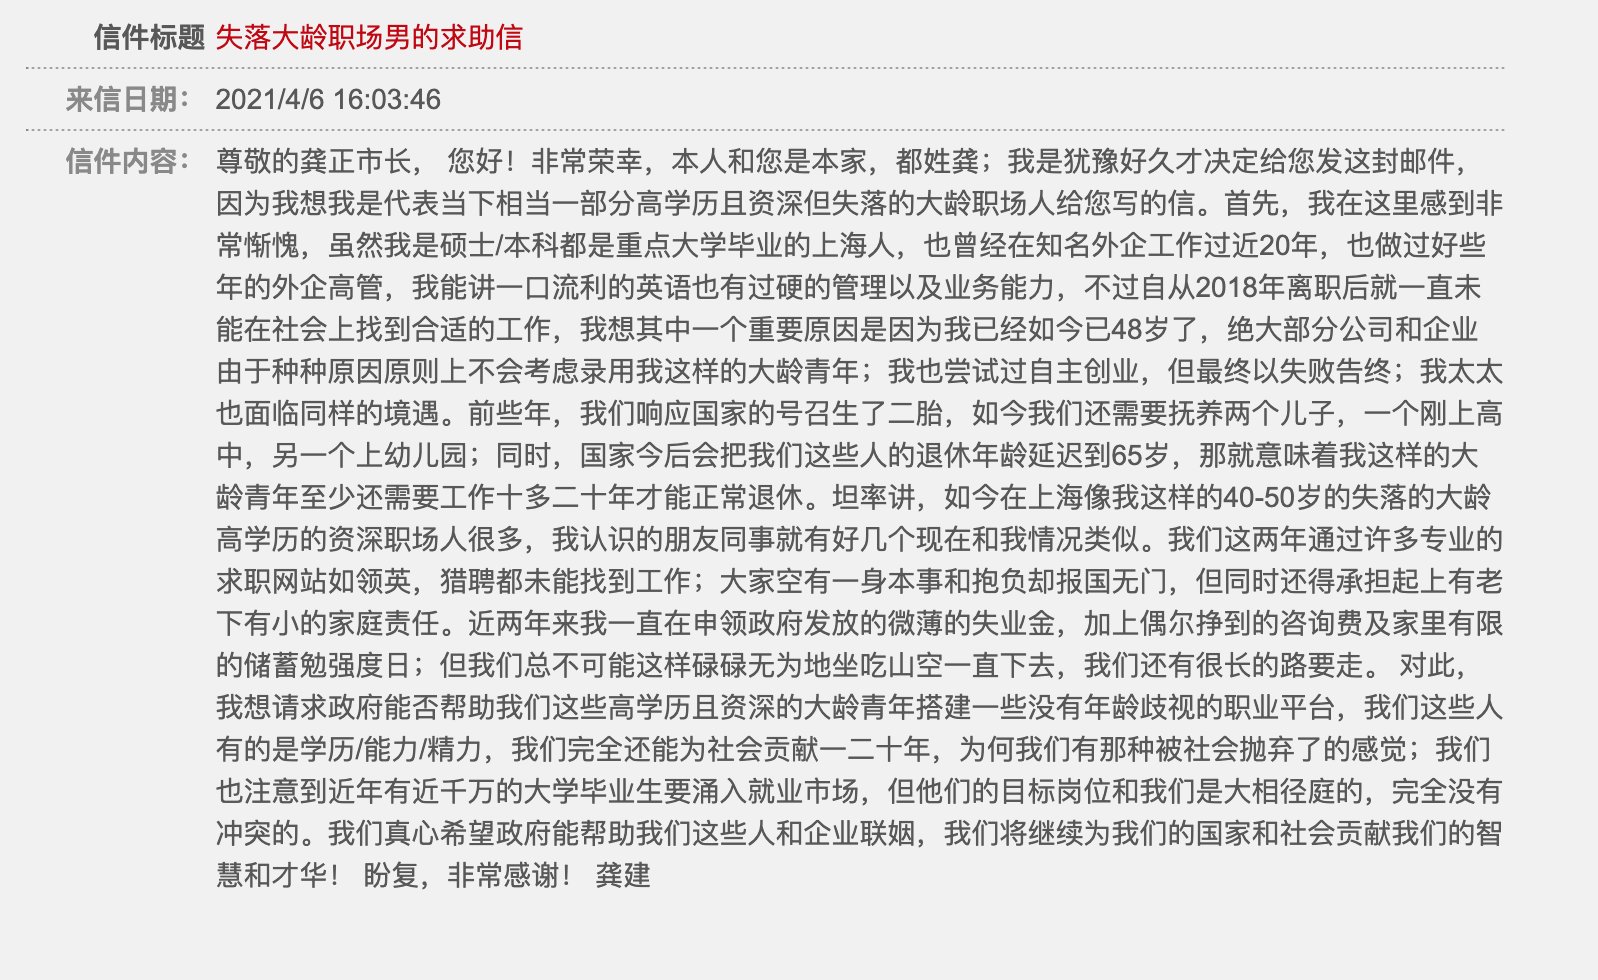 信件标题 失落大龄职场男的求助信
来信日期： 2021/4/6 16:03:46
信件内容： 尊敬的龚正市长， 您好！非常荣幸，本人和您是本家，都姓龚；我是犹豫好久才决定给您发这封邮件，
因为我想我是代表当下相当一部分高学历且资深但失落的大龄职场人给您写的信。首先，我在这里感到非
常惭愧，虽然我是硕士/本科都是重点大学毕业的上海人，也曾经在知名外企工作过近20年，也做过好些
年的外企高管，我能讲一口流利的英语也有过硬的管理以及业务能力，不过自从2018年离职后就一直未
能在社会上找到合适的工作，我想其中一个重要原因是因为我已经如今已48岁了，绝大部分公司和企业
由于种种原因原则上不会考虑录用我这样的大龄青年；我也尝试过自主创业，但最终以失败告终；我太太
也面临同样的境遇。前些年，我们响应国家的号召生了二胎，如今我们还需要抚养两个儿子，一个刚上高
中，另一个上幼儿园；同时，国家今后会把我们这些人的退休年龄延迟到65岁，那就意味着我这样的大
龄青年至少还需要工作十多二十年才能正常退休。坦率讲，如今在上海像我这样的40-50岁的失落的大龄
高学历的资深职场人很多，我认识的朋友同事就有好几个现在和我情况类似。我们这两年通过许多专业的
求职网站如领英，猎聘都未能找到工作；大家空有一身本事和抱负却报国无门，但同时还得承担起上有老
下有小的家庭责任。近两年来我一直在申领政府发放的微薄的失业金，加上偶尔挣到的咨询费及家里有限
的储蓄勉强度日；但我们总不可能这样碌碌无为地坐吃山空一直下去，我们还有很长的路要走。 对此，
我想请求政府能否帮助我们这些高学历且资深的大龄青年搭建一些没有年龄歧视的职业平台，我们这些人
有的是学历/能力/精力，我们完全还能为社会贡献一二十年，为何我们有那种被社会抛弃了的感觉；我们
也注意到近年有近千万的大学毕业生要涌入就业市场，但他们的目标岗位和我们是大相径庭的，完全没有
冲突的。我们真心希望政府能帮助我们这些人和企业联姻，我们将继续为我们的国家和社会贡献我们的智
慧和才华！ 盼复，非常感谢！ 龚建